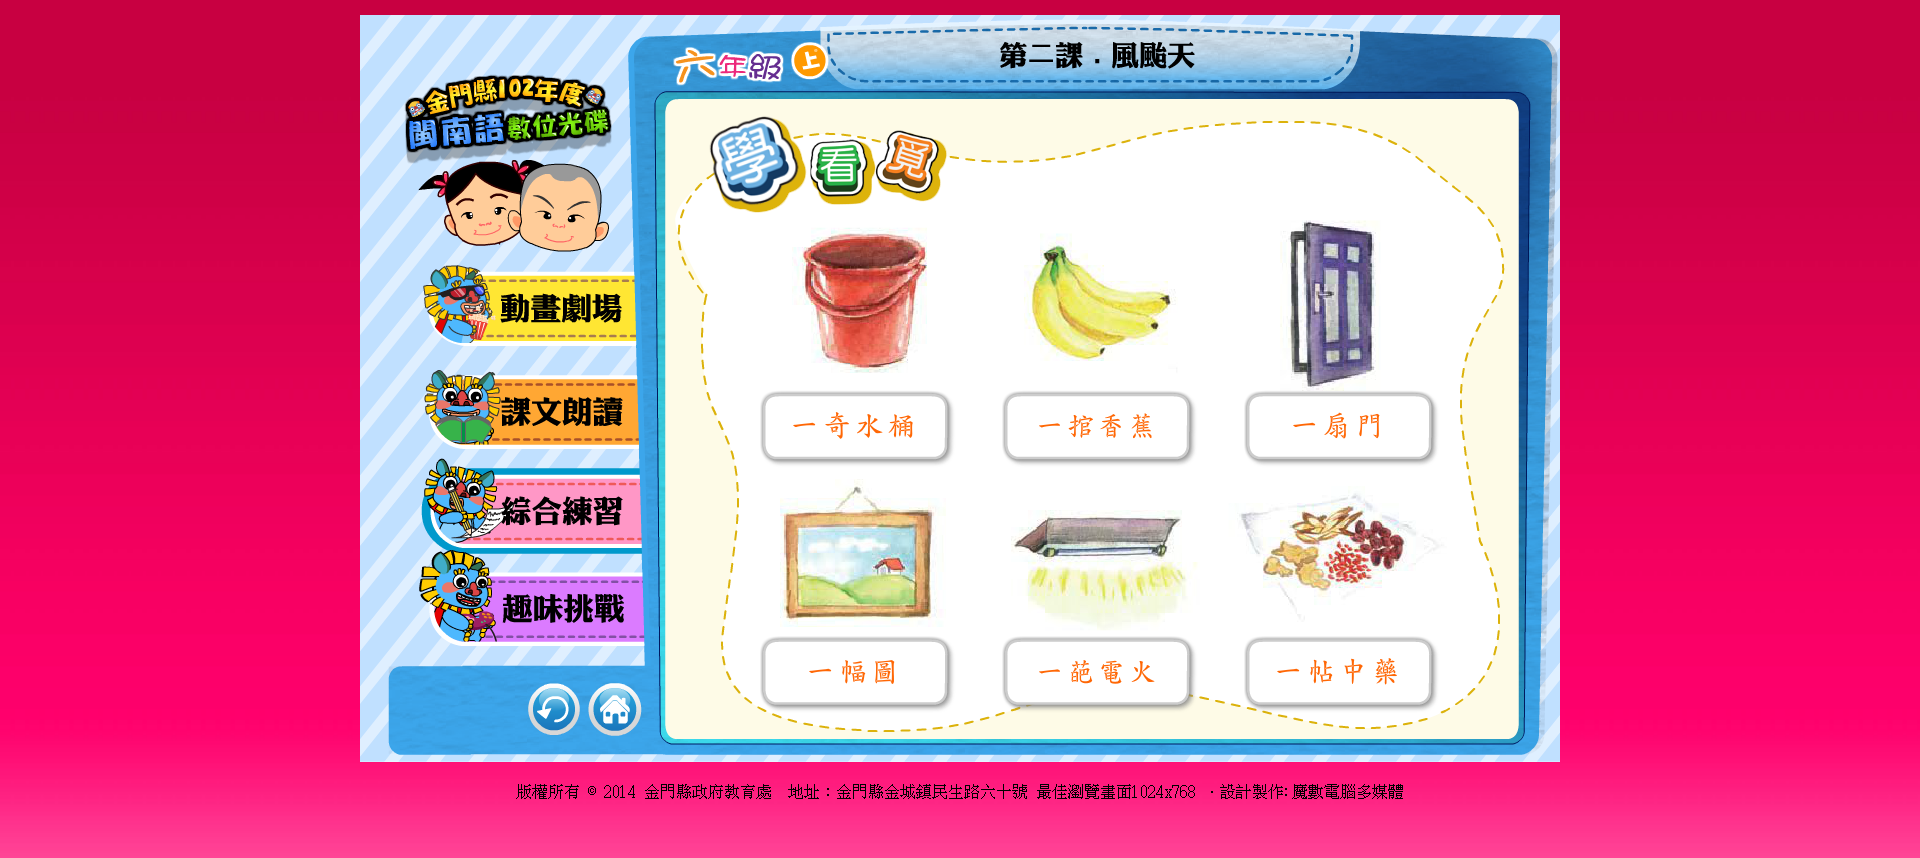 六年級 上
第二課．風颱天
金門縣102年度
閩南語數位光碟
學看覓
動畫劇場
課文朗讀
綜合練習
趣味挑戰
一奇水桶
一捾香蕉
一扇門
一幅圖
一葩電火
一帖中藥
版權所有 © 2014 金門縣政府教育處 地址：金門縣金城鎮民生路六十號 最佳瀏覽畫面1024x768 ．設計製作:魔數電腦多媒體